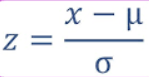 z = (x − μ) / σ